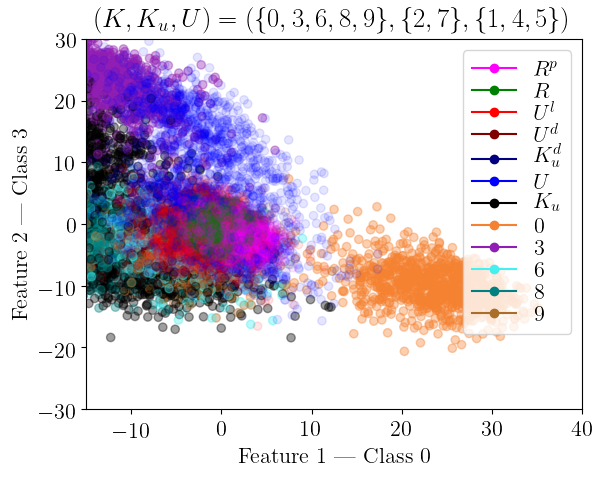 (K, K_u, U) = ({0, 3, 6, 8, 9}, {2, 7}, {1, 4, 5})
30
20
10
0
−10
−20
−30
Feature 2 — Class 3
R^p
R
U^l
U^d
K_u^d
U
K_u
0
3
6
8
9
−10
0
10
20
30
40
Feature 1 — Class 0